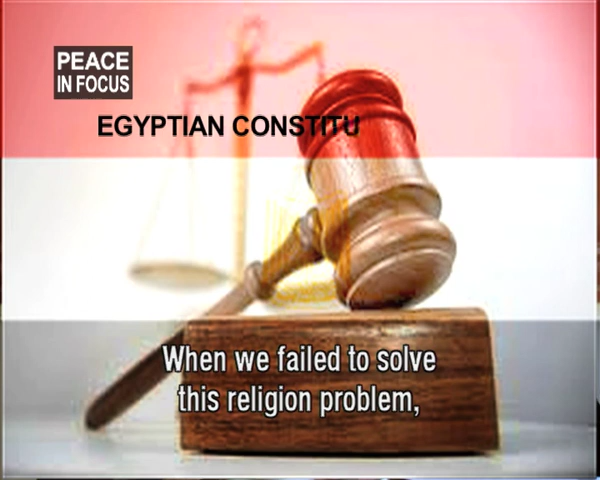 PEACE
IN FOCUS
EGYPTIAN CONSTITU
When we failed to solve
this religion problem,